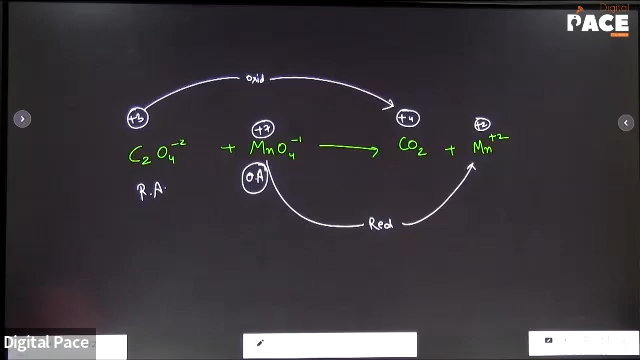 Digital
PACE
oxid
+3 +7 +4 +2
C₂O₄⁻² + MnO₄⁻¹ ⟶ CO₂ + Mn⁺²
R.A. O.A
Red
Digital Pace